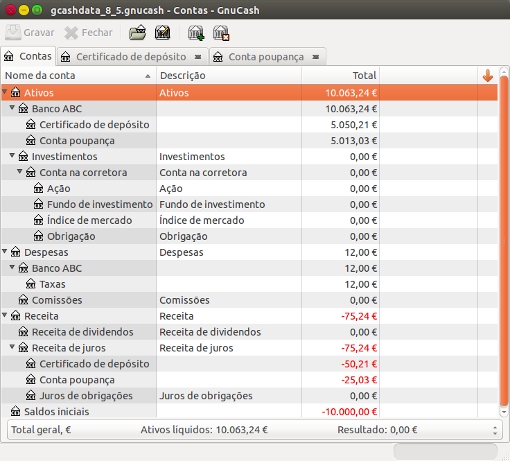 gcashdata_8_5.gnucash - Contas - GnuCash
Gravar Fechar
Contas Certificado de depósito Conta poupança
Nome da conta Descrição Total
Ativos Ativos 10.063,24 €
Banco ABC 10.063,24 €
Certificado de depósito 5.050,21 €
Conta poupança 5.013,03 €
Investimentos Investimentos 0,00 €
Conta na corretora Conta na corretora 0,00 €
Ação Ação 0,00 €
Fundo de investimento Fundo de investimento 0,00 €
Índice de mercado Índice de mercado 0,00 €
Obrigação Obrigação 0,00 €
Despesas Despesas 12,00 €
Banco ABC 12,00 €
Taxas 12,00 €
Comissões Comissões 0,00 €
Receita Receita -75,24 €
Receita de dividendos Receita de dividendos 0,00 €
Receita de juros Receita de juros -75,24 €
Certificado de depósito -50,21 €
Conta poupança -25,03 €
Juros de obrigações Juros de obrigações 0,00 €
Saldos iniciais -10.000,00 €
Total geral, € Ativos líquidos: 10.063,24 € Resultado: 0,00 €